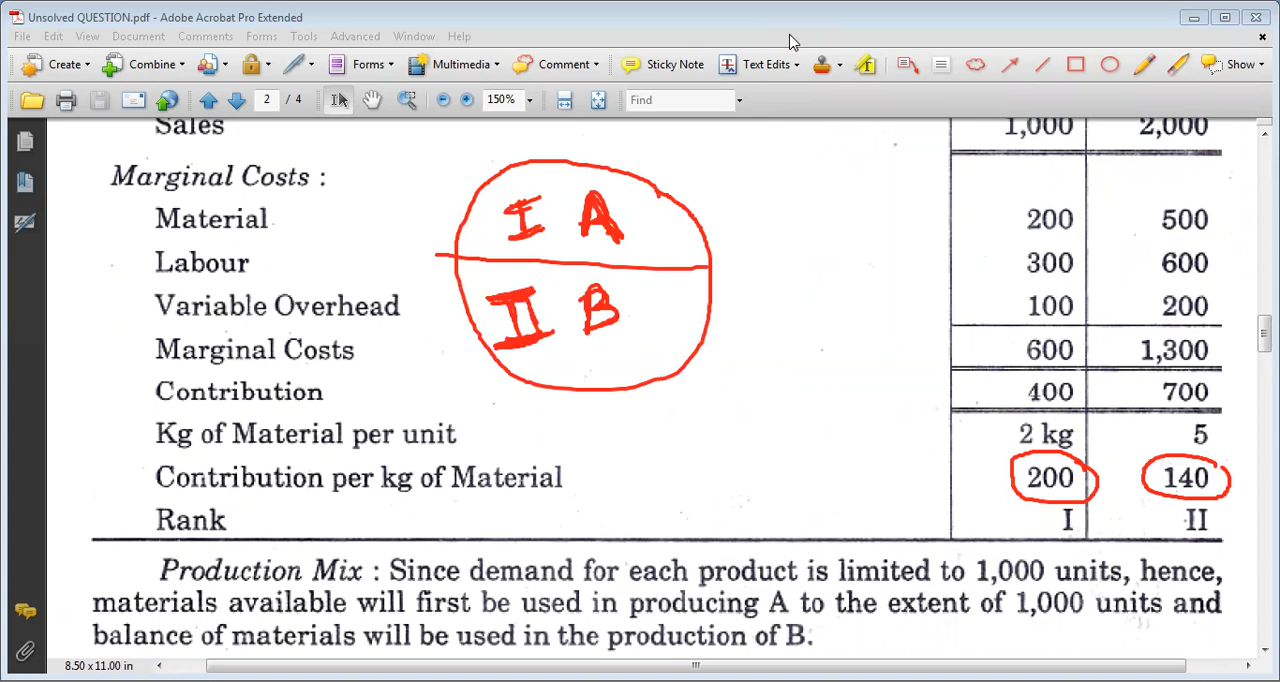 Unsolved QUESTION.pdf - Adobe Acrobat Pro Extended
File Edit View Document Comments Forms Tools Advanced Window Help
Create Combine Forms Multimedia Comment Sticky Note Text Edits Show
2 / 4 150% Find
Sales 1,000 2,000
Marginal Costs :
Material 200 500
I A
Labour 300 600
Variable Overhead 100 200
II B
Marginal Costs 600 1,300
Contribution 400 700
Kg of Material per unit 2 kg 5
Contribution per kg of Material 200 140
Rank I II
Production Mix : Since demand for each product is limited to 1,000 units, hence,
materials available will first be used in producing A to the extent of 1,000 units and
balance of materials will be used in the production of B.
8.50 x 11.00 in